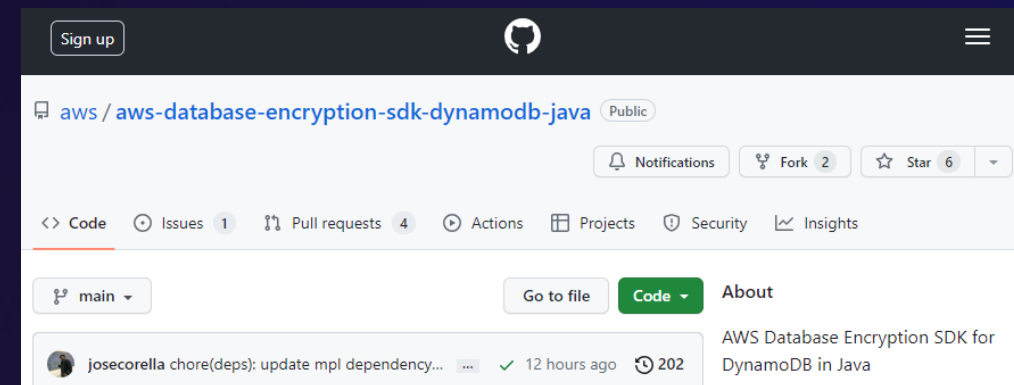 Sign up
aws / aws-database-encryption-sdk-dynamodb-java Public
Notifications Fork 2 Star 6
<> Code Issues 1 Pull requests 4 Actions Projects Security Insights
main Go to file Code About
AWS Database Encryption SDK for
josecorella chore(deps): update mpl dependency... ... 12 hours ago 202 DynamoDB in Java